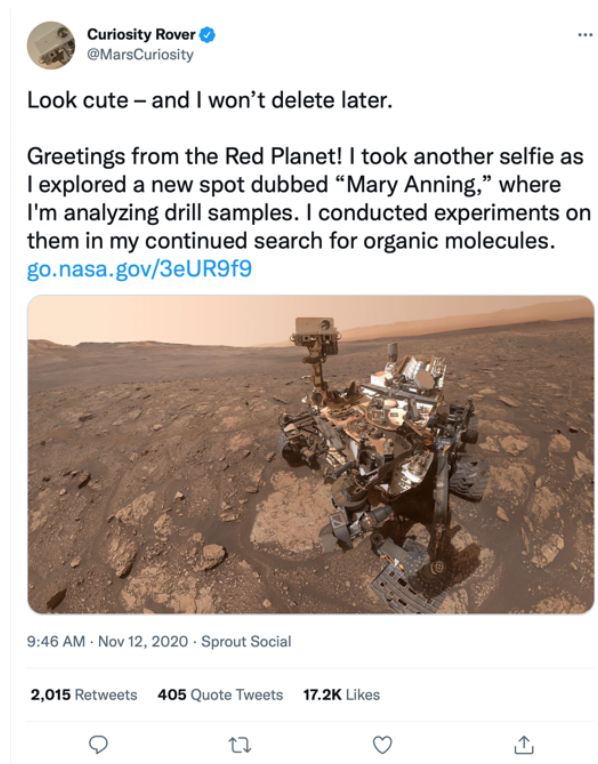 Curiosity Rover
@MarsCuriosity
Look cute – and I won’t delete later.
Greetings from the Red Planet! I took another selfie as
I explored a new spot dubbed “Mary Anning,” where
I'm analyzing drill samples. I conducted experiments on
them in my continued search for organic molecules.
go.nasa.gov/3eUR9f9
9:46 AM · Nov 12, 2020 · Sprout Social
2,015 Retweets 405 Quote Tweets 17.2K Likes